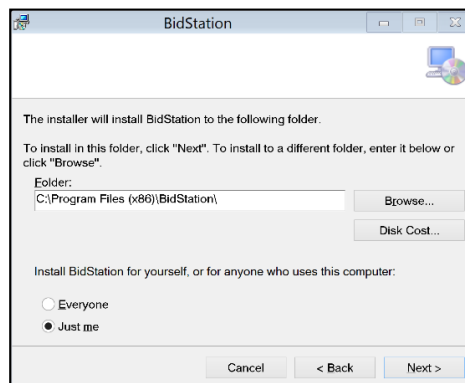 BidStation
The installer will install BidStation to the following folder.
To install in this folder, click "Next". To install to a different folder, enter it below or
click "Browse".
Folder:
C:\Program Files (x86)\BidStation\
Browse...
Disk Cost...
Install BidStation for yourself, or for anyone who uses this computer:
Everyone
Just me
Cancel
< Back
Next >